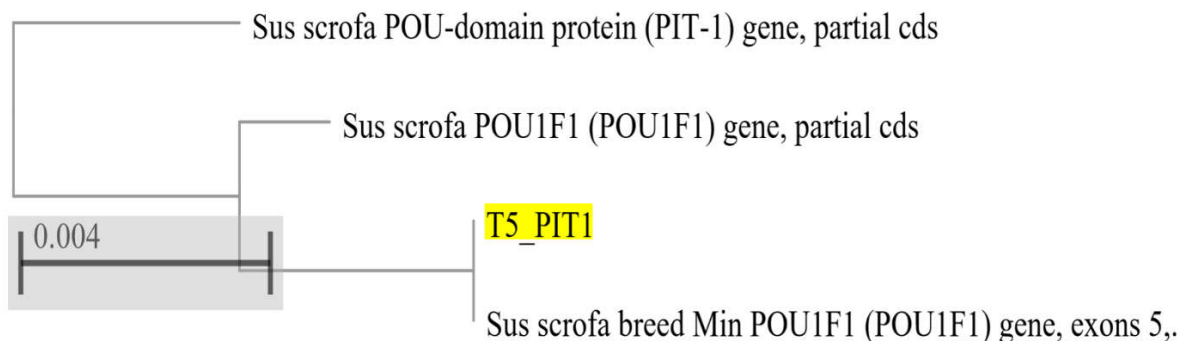 Sus scrofa POU-domain protein (PIT-1) gene, partial cds
Sus scrofa POU1F1 (POU1F1) gene, partial cds
T5_PIT1
0.004
Sus scrofa breed Min POU1F1 (POU1F1) gene, exons 5,.